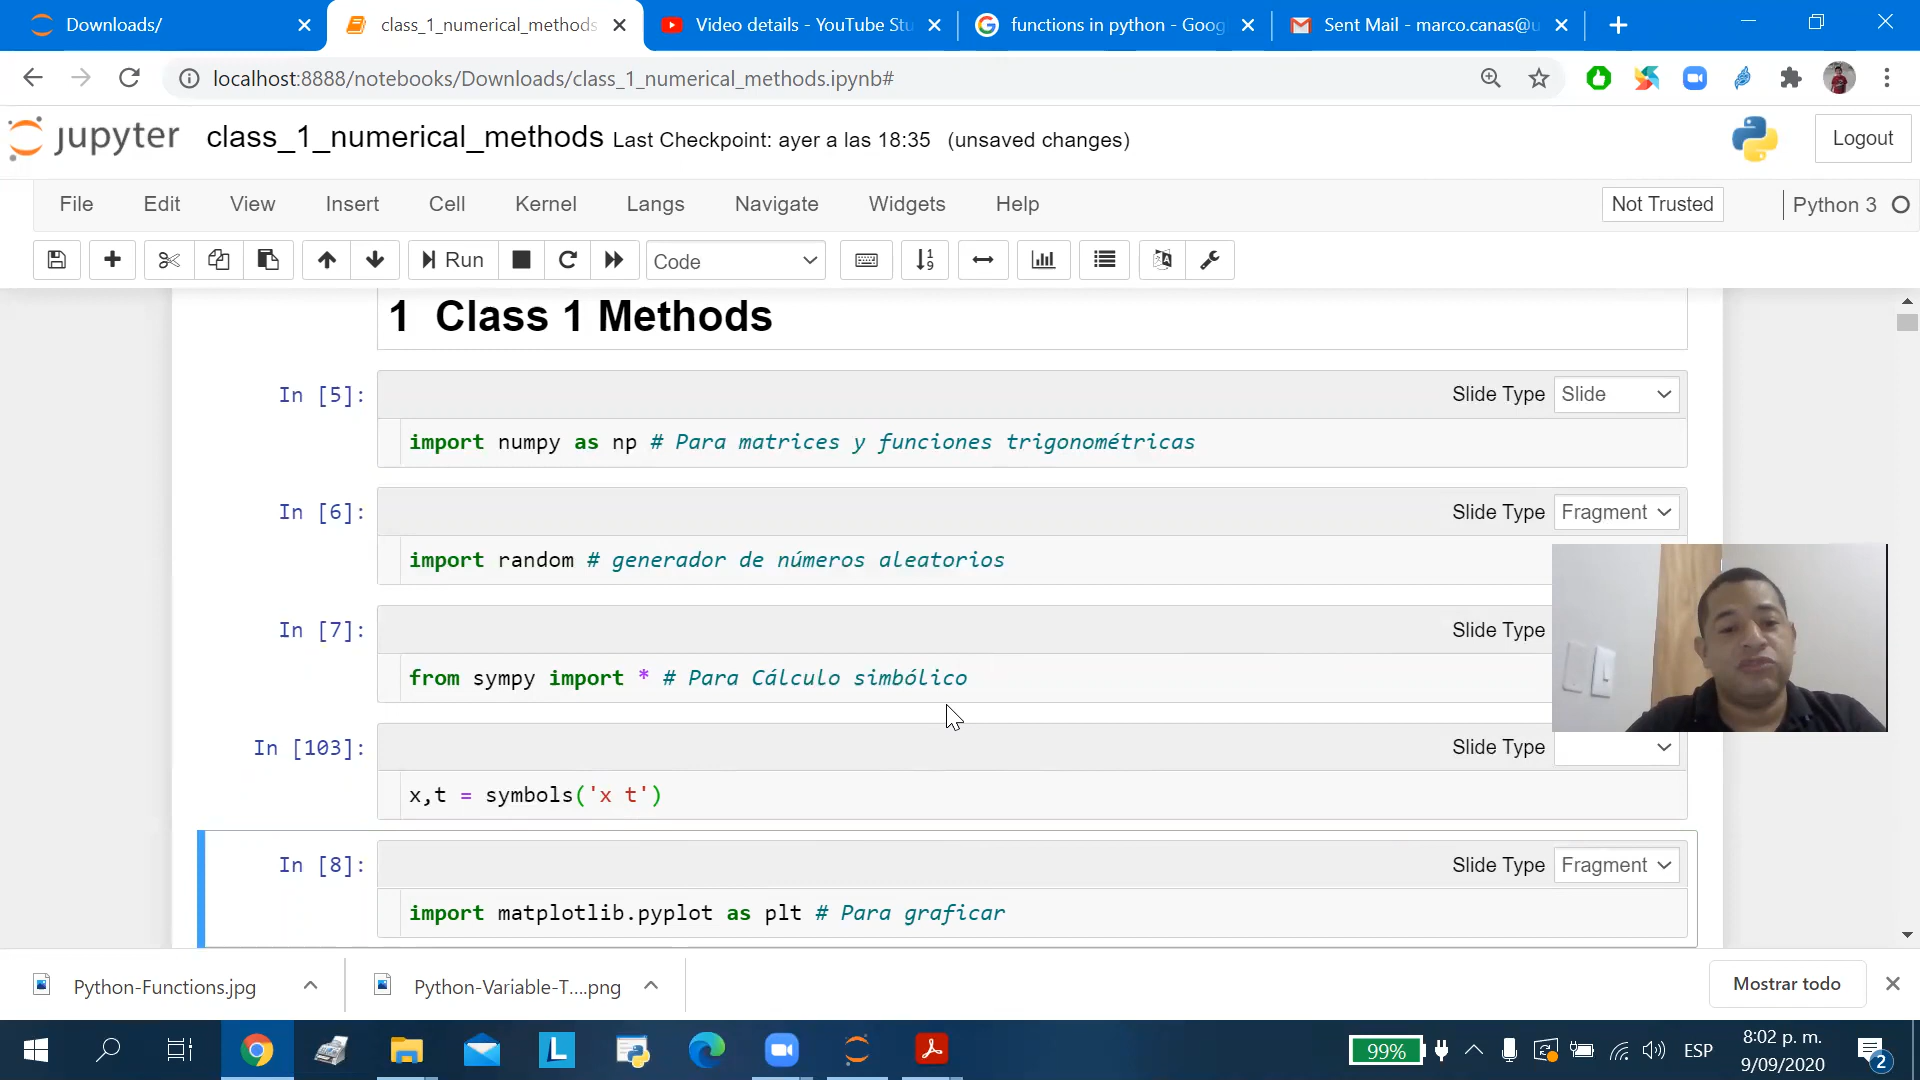 Downloads/
class_1_numerical_methods
Video details - YouTube Stu
functions in python - Goog
Sent Mail - marco.canas@u
localhost:8888/notebooks/Downloads/class_1_numerical_methods.ipynb#
jupyter
class_1_numerical_methods
Last Checkpoint: ayer a las 18:35
(unsaved changes)
Logout
File
Edit
View
Insert
Cell
Kernel
Langs
Navigate
Widgets
Help
Not Trusted
Python 3
Run
Code
1 Class 1 Methods
In [5]:
Slide Type
Slide
import numpy as np # Para matrices y funciones trigonométricas
In [6]:
Slide Type
Fragment
import random # generador de números aleatorios
In [7]:
Slide Type
from sympy import * # Para Cálculo simbólico
In [103]:
Slide Type
x,t = symbols('x t')
In [8]:
Slide Type
Fragment
import matplotlib.pyplot as plt # Para graficar
Python-Functions.jpg
Python-Variable-T....png
Mostrar todo
L
99%
ESP
8:02 p. m.
9/09/2020
2